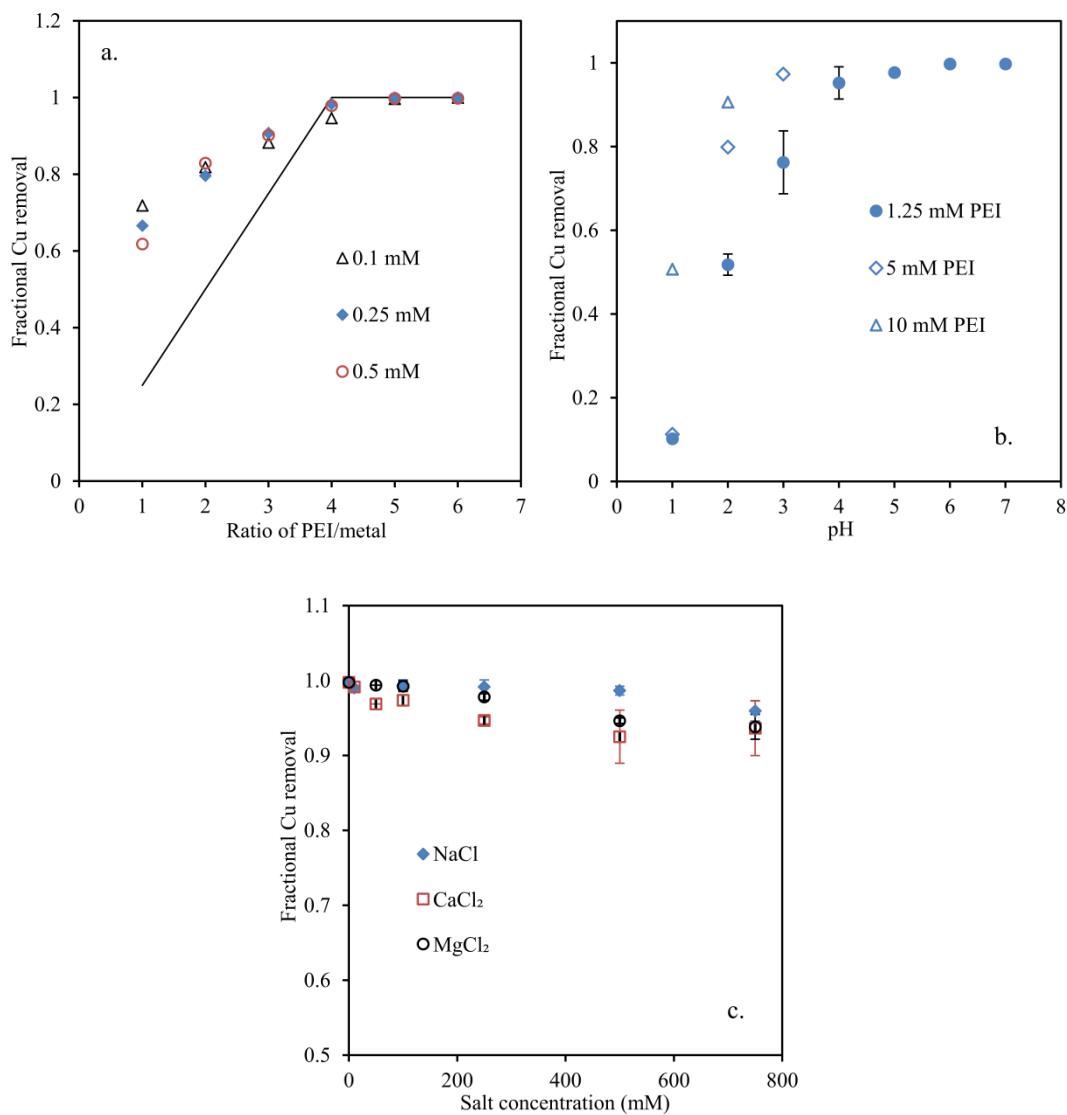 a.
Fractional Cu removal
1.2
1
0.8
0.6
0.4
0.2
0
0 1 2 3 4 5 6 7
Ratio of PEI/metal
0.1 mM
0.25 mM
0.5 mM
b.
Fractional Cu removal
1
0.8
0.6
0.4
0.2
0
0 1 2 3 4 5 6 7 8
pH
1.25 mM PEI
5 mM PEI
10 mM PEI
c.
Fractional Cu removal
1.1
1.0
0.9
0.8
0.7
0.6
0.5
0 200 400 600 800
Salt concentration (mM)
NaCl
CaCl₂
MgCl₂